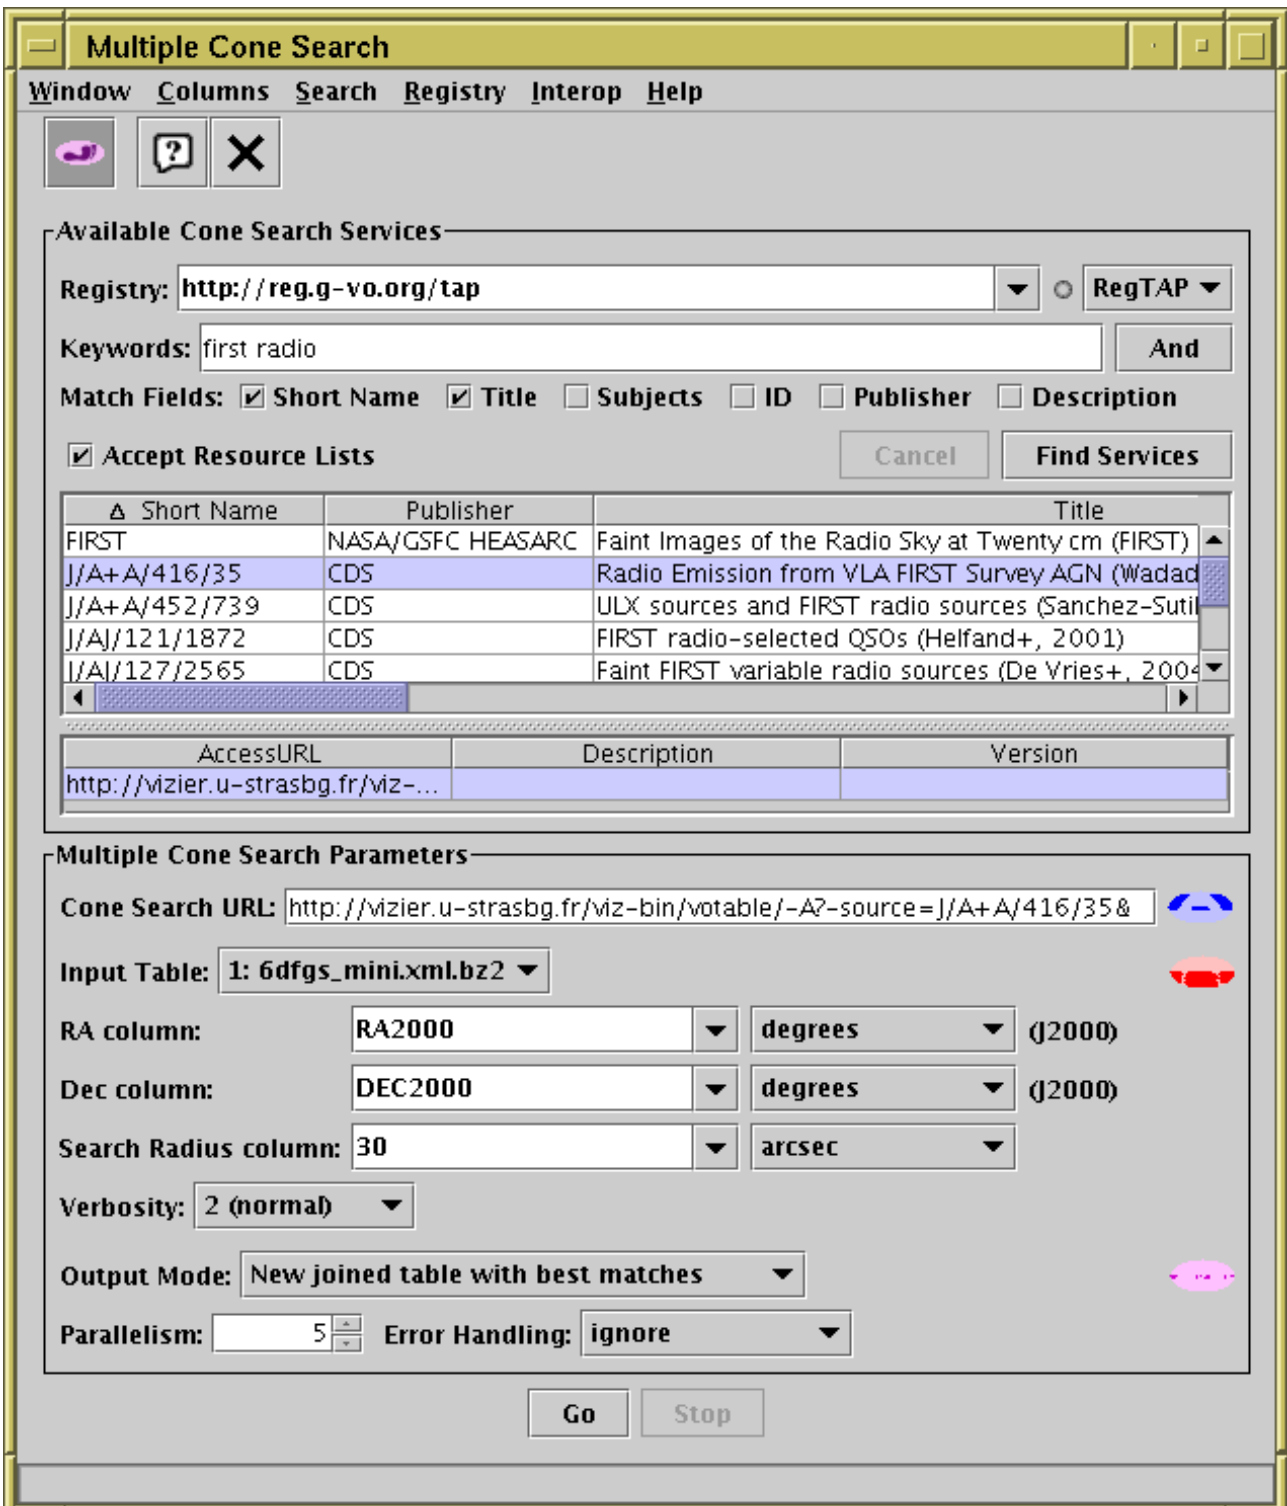 Multiple Cone Search
Window Columns Search Registry Interop Help
Available Cone Search Services
Registry: http://reg.g-vo.org/tap RegTAP
Keywords: first radio And
Match Fields: Short Name Title Subjects ID Publisher Description
Accept Resource Lists Cancel Find Services
Short Name Publisher Title
FIRST NASA/GSFC HEASARC Faint Images of the Radio Sky at Twenty cm (FIRST)
J/A+A/416/35 CDS Radio Emission from VLA FIRST Survey AGN (Wadad
J/A+A/452/739 CDS ULX sources and FIRST radio sources (Sanchez-Sutil
J/AJ/121/1872 CDS FIRST radio-selected QSOs (Helfand+, 2001)
J/AJ/127/2565 CDS Faint FIRST variable radio sources (De Vries+, 2004
AccessURL Description Version
http://vizier.u-strasbg.fr/viz-...
Multiple Cone Search Parameters
Cone Search URL: http://vizier.u-strasbg.fr/viz-bin/votable/-A?-source=J/A+A/416/35&
Input Table: 1: 6dfgs_mini.xml.bz2
RA column: RA2000 degrees (J2000)
Dec column: DEC2000 degrees (J2000)
Search Radius column: 30 arcsec
Verbosity: 2 (normal)
Output Mode: New joined table with best matches
Parallelism: 5 Error Handling: ignore
Go Stop